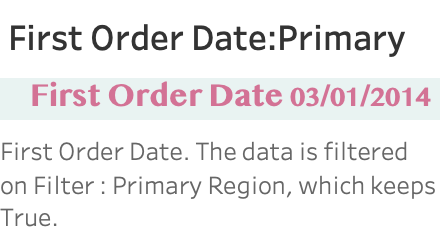 First Order Date:Primary
First Order Date 03/01/2014
First Order Date. The data is filtered
on Filter : Primary Region, which keeps
True.